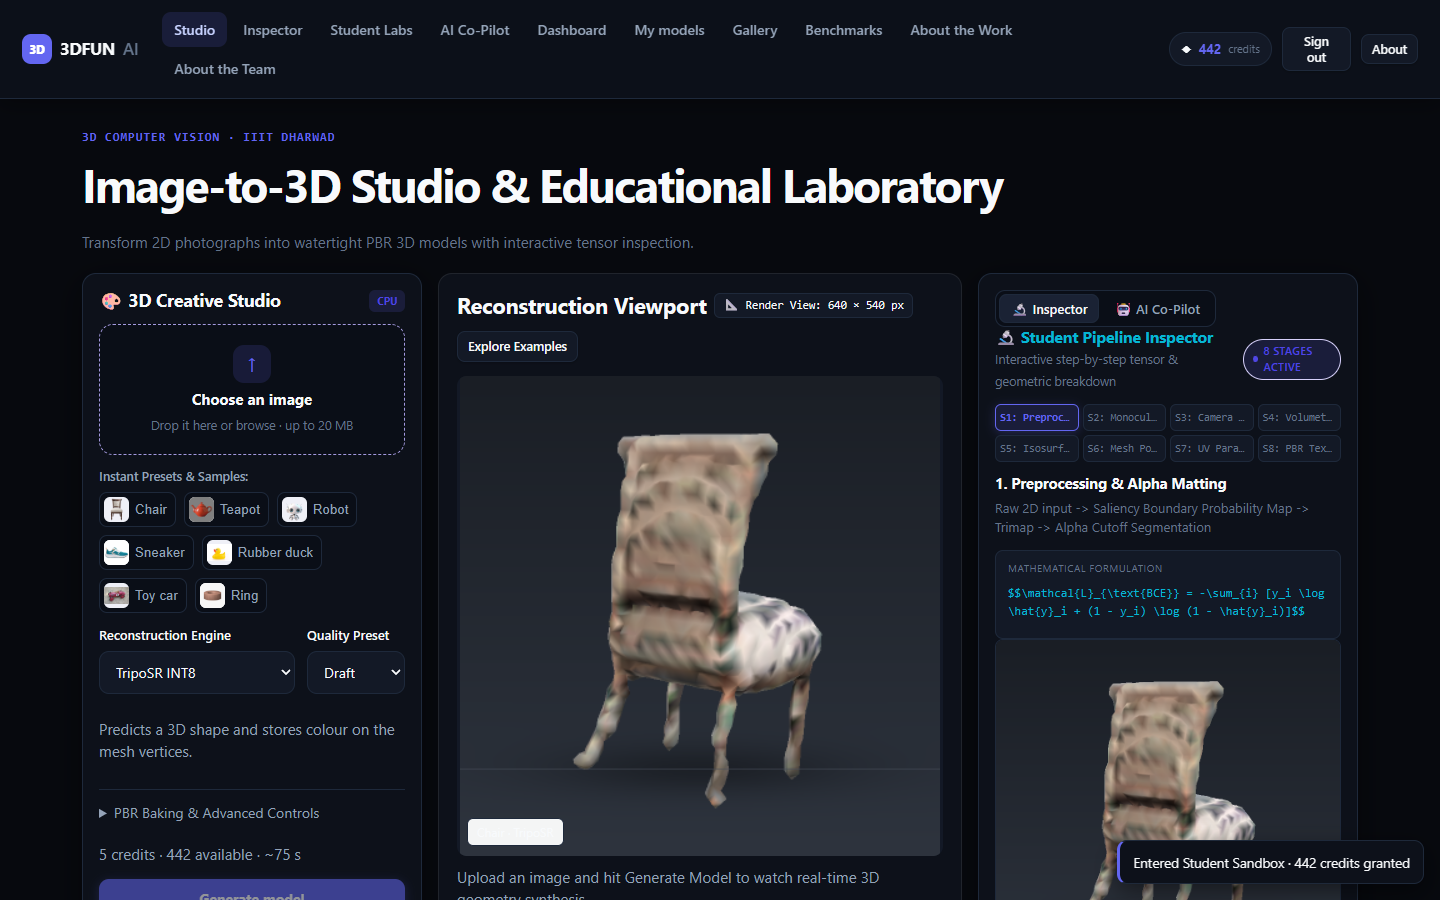 3D 3DFUN AI
Studio
Inspector
Student Labs
AI Co-Pilot
Dashboard
My models
Gallery
Benchmarks
About the Work
About the Team
442 credits
Sign out
About
3D COMPUTER VISION · IIIT DHARWAD
Image-to-3D Studio & Educational Laboratory
Transform 2D photographs into watertight PBR 3D models with interactive tensor inspection.
3D Creative Studio
CPU
↑
Choose an image
Drop it here or browse · up to 20 MB
Instant Presets & Samples:
Chair
Teapot
Robot
Sneaker
Rubber duck
Toy car
Ring
Reconstruction Engine
Quality Preset
TripoSR INT8
Draft
Predicts a 3D shape and stores colour on the
mesh vertices.
PBR Baking & Advanced Controls
5 credits · 442 available · ~75 s
Generate model
Reconstruction Viewport
Render View: 640 × 540 px
Explore Examples
Upload an image and hit Generate Model to watch real-time 3D
geometry synthesis
Inspector
AI Co-Pilot
Student Pipeline Inspector
Interactive step-by-step tensor &
geometric breakdown
8 STAGES
ACTIVE
S1: Preproc…
S2: Monocul…
S3: Camera …
S4: Volumet…
S5: Isosurf…
S6: Mesh Po…
S7: UV Para…
S8: PBR Tex…
1. Preprocessing & Alpha Matting
Raw 2D input -> Saliency Boundary Probability Map ->
Trimap -> Alpha Cutoff Segmentation
MATHEMATICAL FORMULATION
$$\mathcal{L}_{\text{BCE}} = -\sum_{i} [y_i \log
\hat{y}_i + (1 - y_i) \log (1 - \hat{y}_i)]$$
Entered Student Sandbox · 442 credits granted